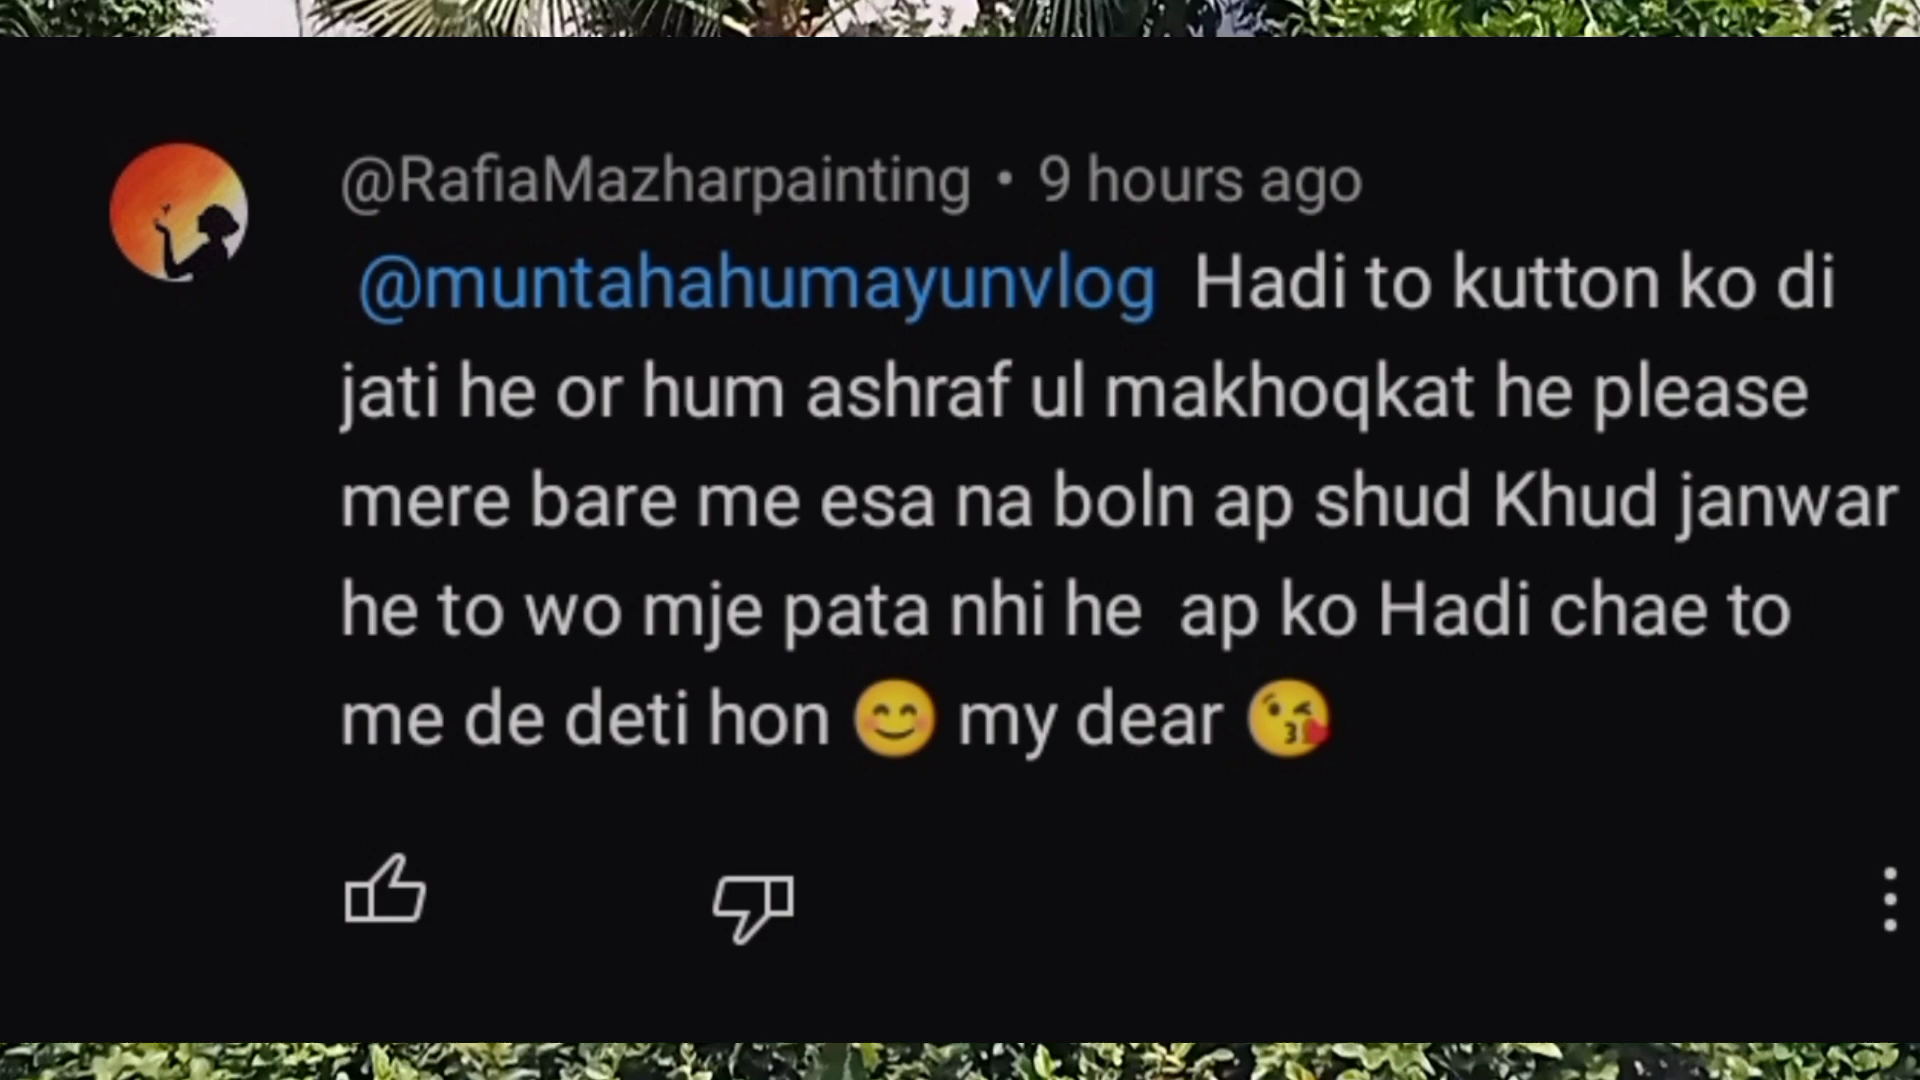 @RafiaMazharpainting • 9 hours ago
@muntahahumayunvlog Hadi to kutton ko di
jati he or hum ashraf ul makhoqkat he please
mere bare me esa na boln ap shud Khud janwar
he to wo mje pata nhi he ap ko Hadi chae to
me de deti hon 😊 my dear 😘